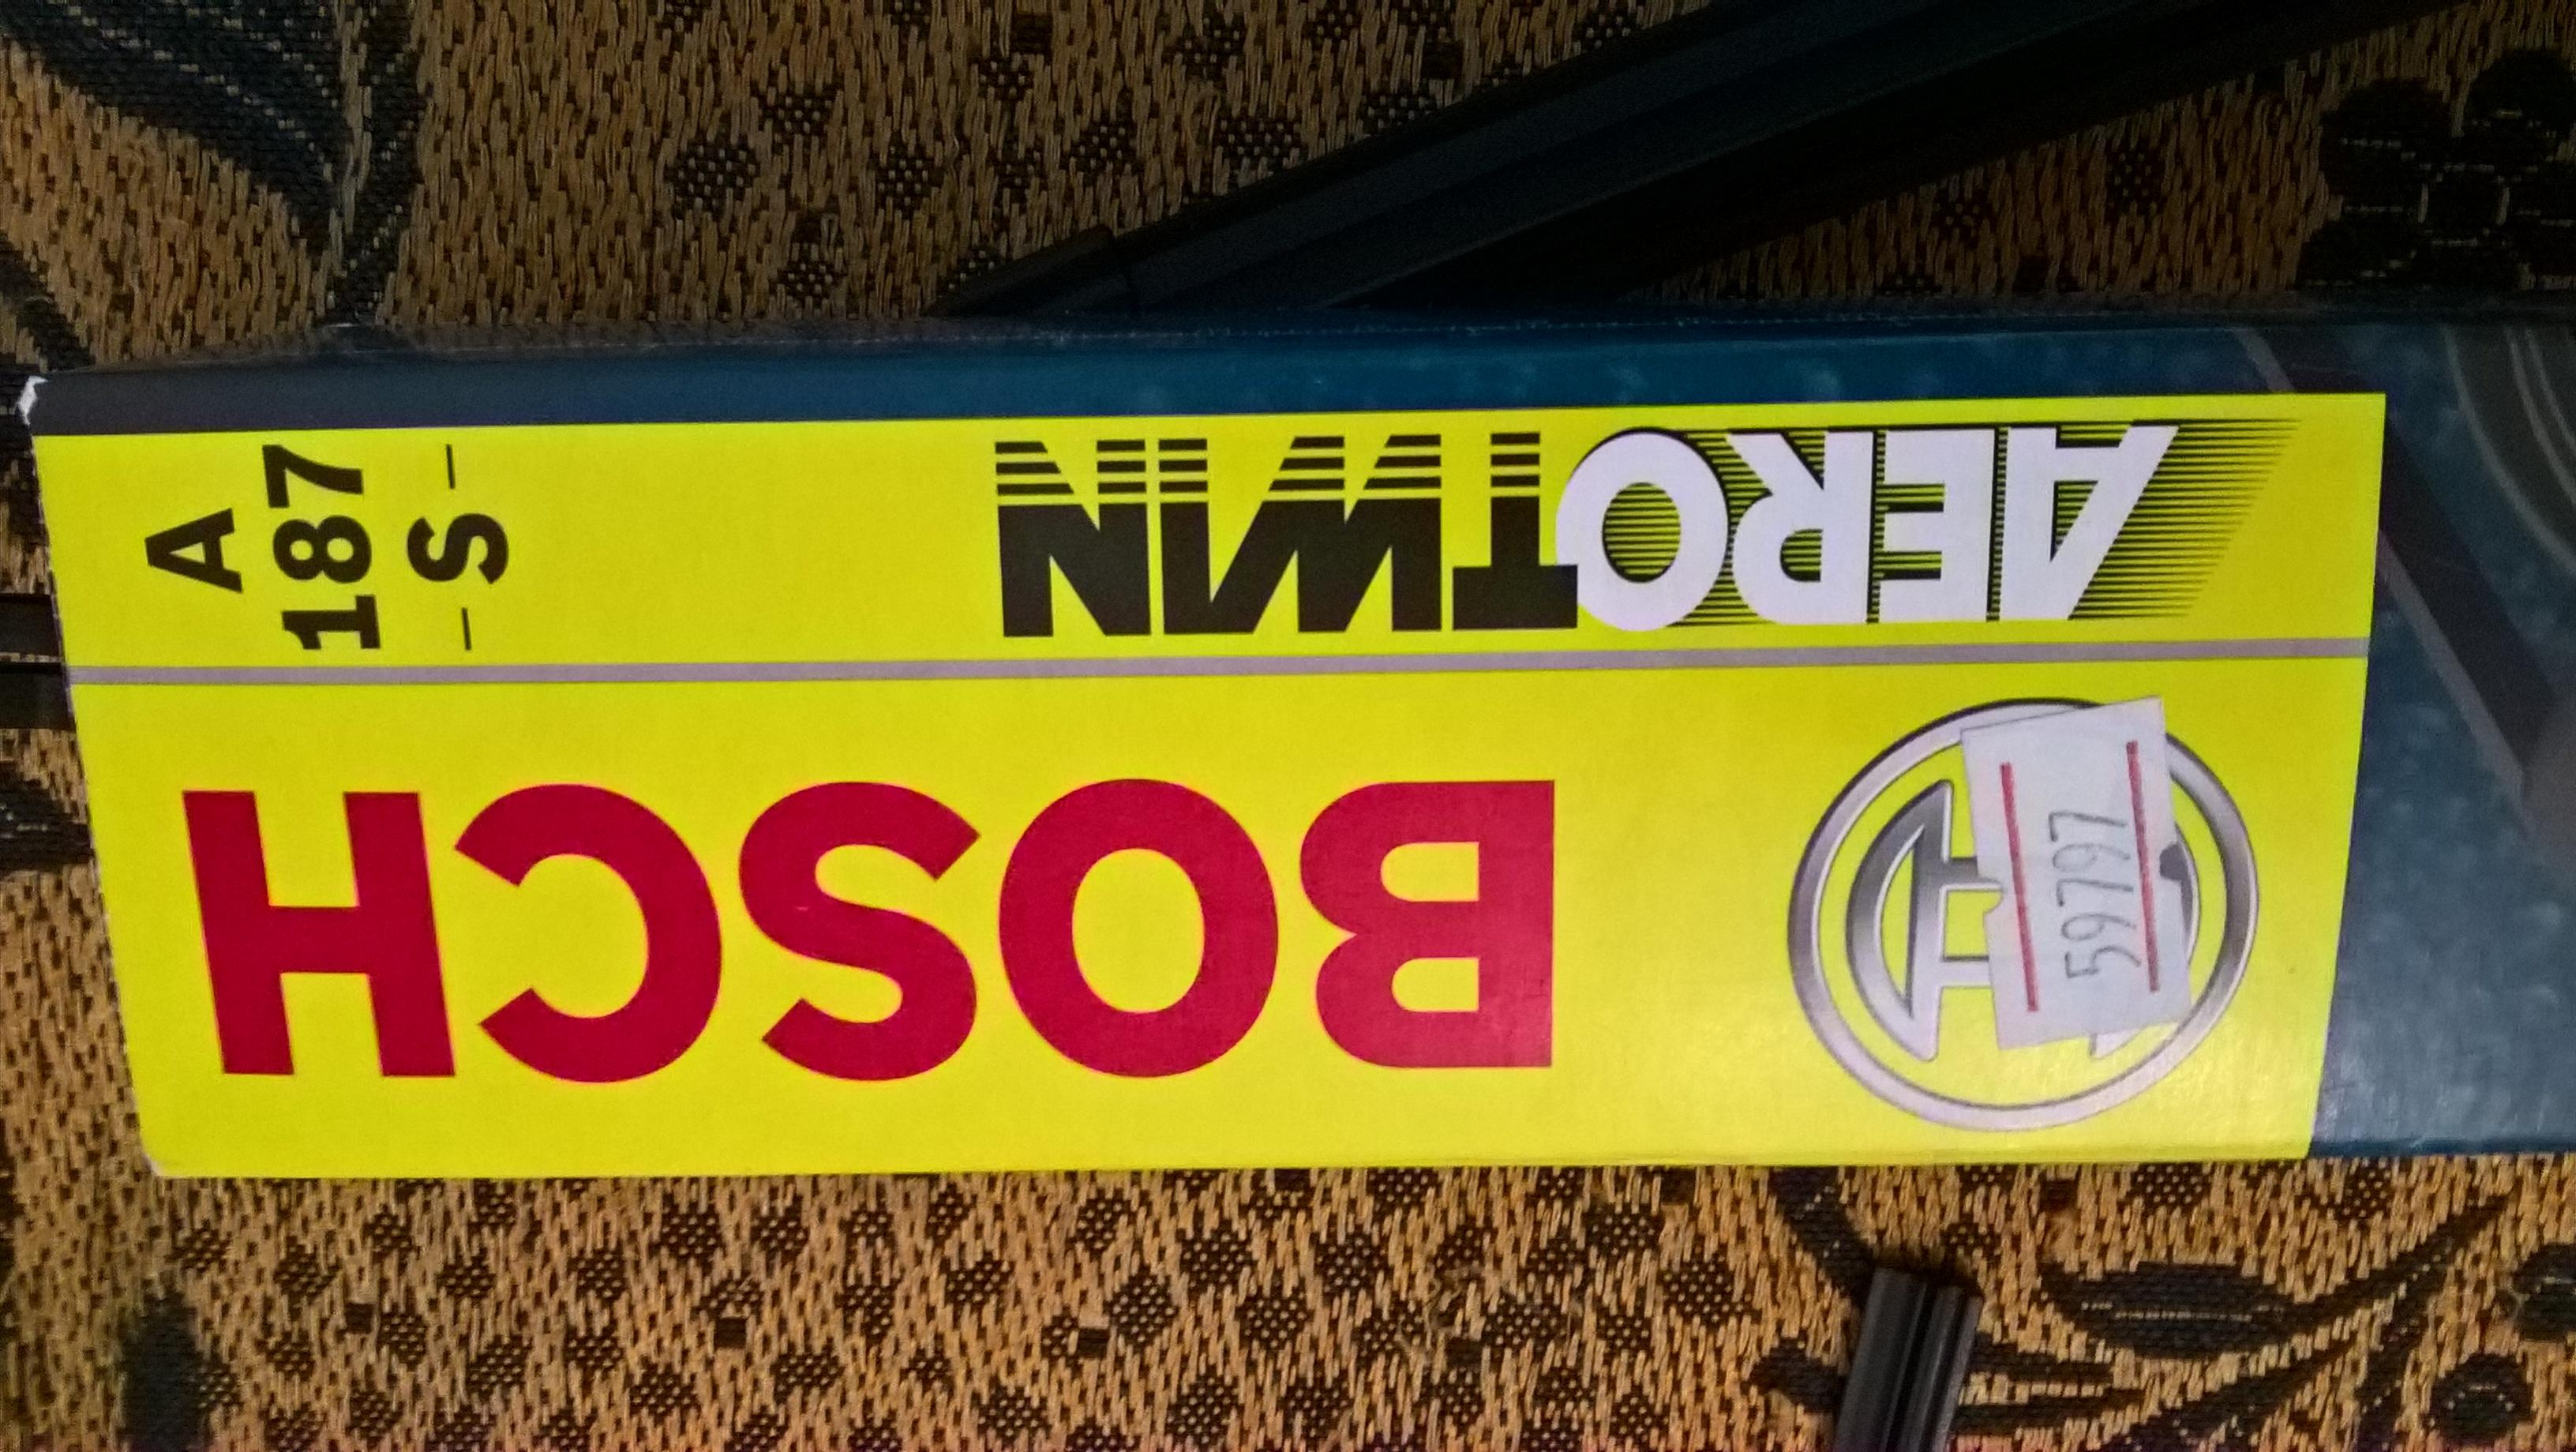 BOSCH
AEROTWIN
A
187
-S-
59797